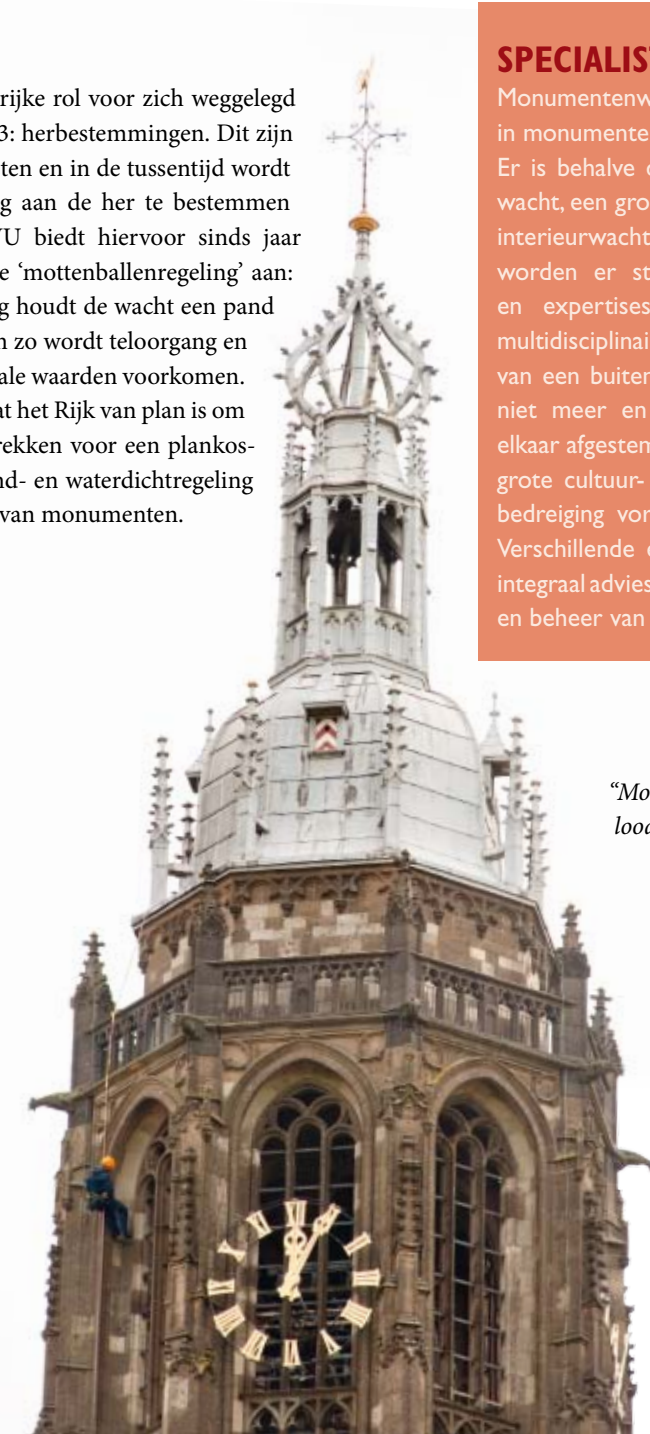 rijke rol voor zich weggelegd
3: herbestemmingen. Dit zijn
ten en in de tussentijd wordt
g aan de her te bestemmen
U biedt hiervoor sinds jaar
e ‘mottenballenregeling’ aan:
g houdt de wacht een pand
n zo wordt teloorgang en
ale waarden voorkomen.
at het Rijk van plan is om
rekken voor een plankos-
nd- en waterdichtregeling
van monumenten.
SPECIALIS
Monumentenw
in monumente
Er is behalve
wacht, een gro
interieurwacht
worden er st
en expertises
multidisciplinai
van een buiten
niet meer en
elkaar afgestem
grote cultuur-
bedreiging vor
Verschillende
integraal advies
en beheer van
“Mo
lood